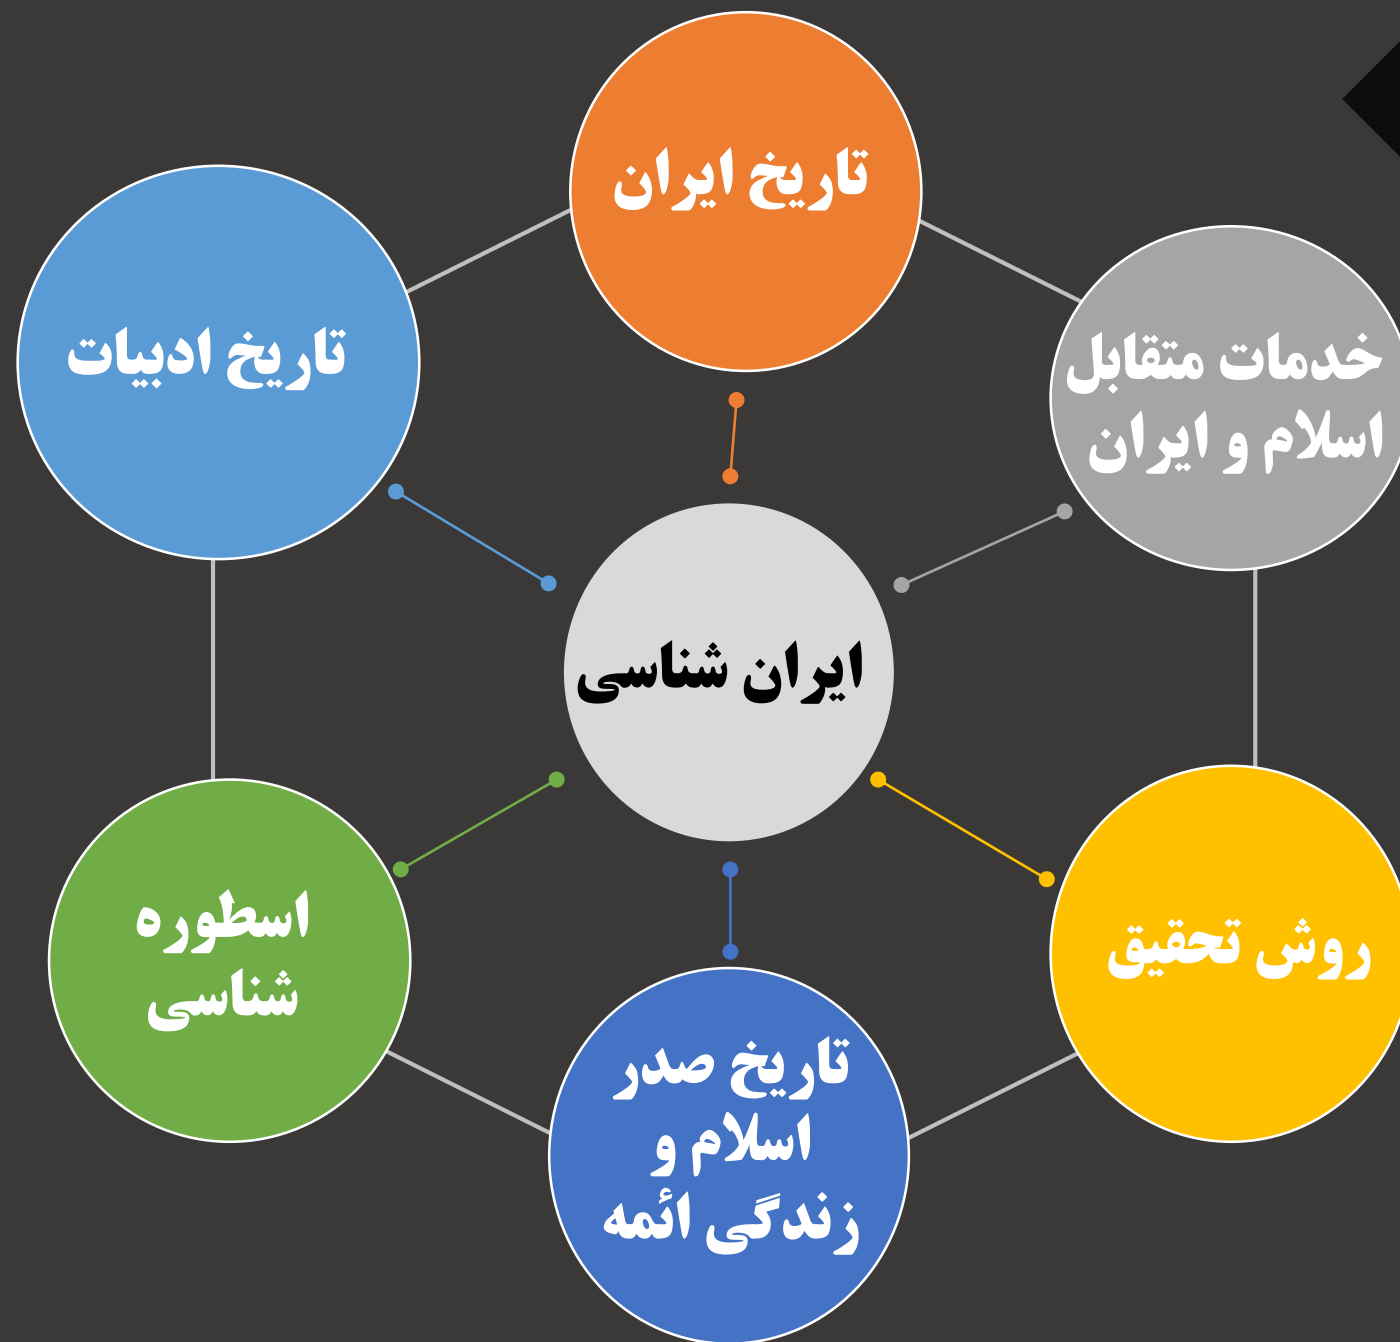 تاریخ ایران
خدمات متقابل
اسلام و ایران
روش تحقیق
تاریخ صدر
اسلام و
زندگی ائمه
اسطوره
شناسی
تاریخ ادبیات
ایران شناسی